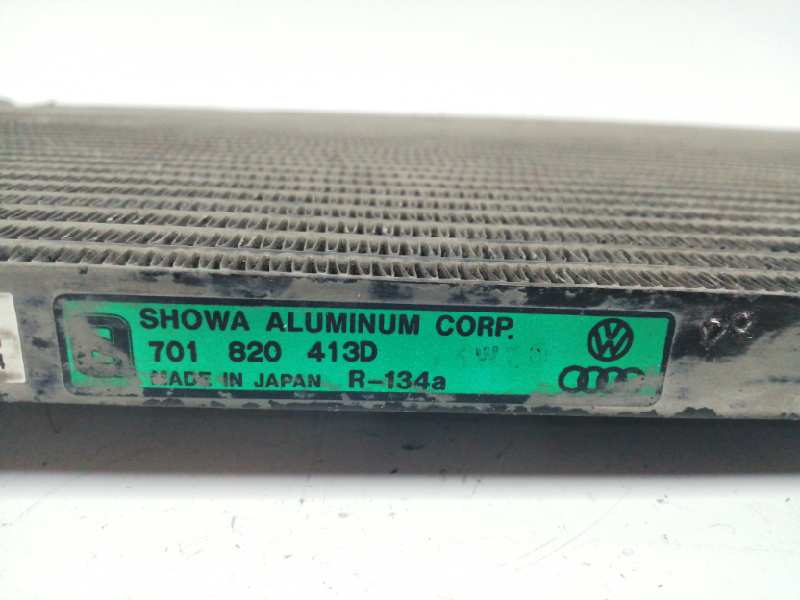 SHOWA ALUMINUM CORP.
701 820 413D
MADE IN JAPAN R-134a